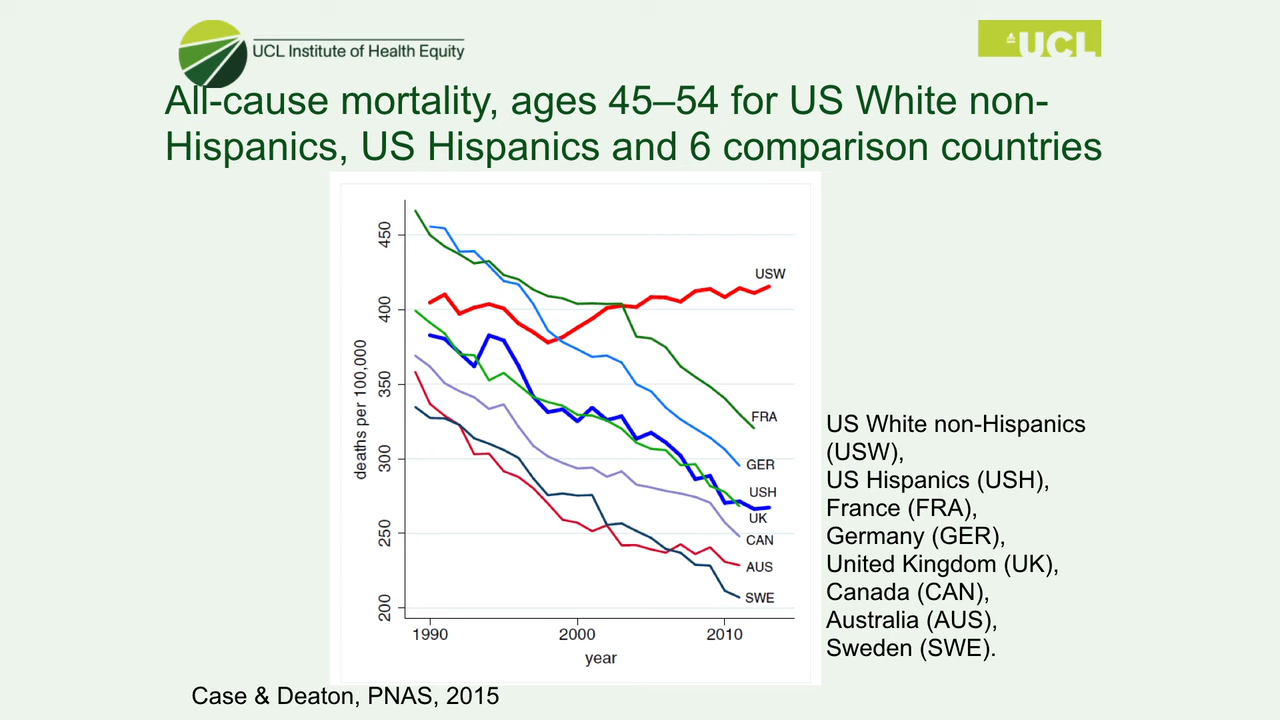 UCL Institute of Health Equity
UCL
All-cause mortality, ages 45–54 for US White non-
Hispanics, US Hispanics and 6 comparison countries
deaths per 100,000
450
400
350
300
250
200
USW
FRA
GER
USH
UK
CAN
AUS
SWE
1990
2000
2010
year
US White non-Hispanics
(USW),
US Hispanics (USH),
France (FRA),
Germany (GER),
United Kingdom (UK),
Canada (CAN),
Australia (AUS),
Sweden (SWE).
Case & Deaton, PNAS, 2015